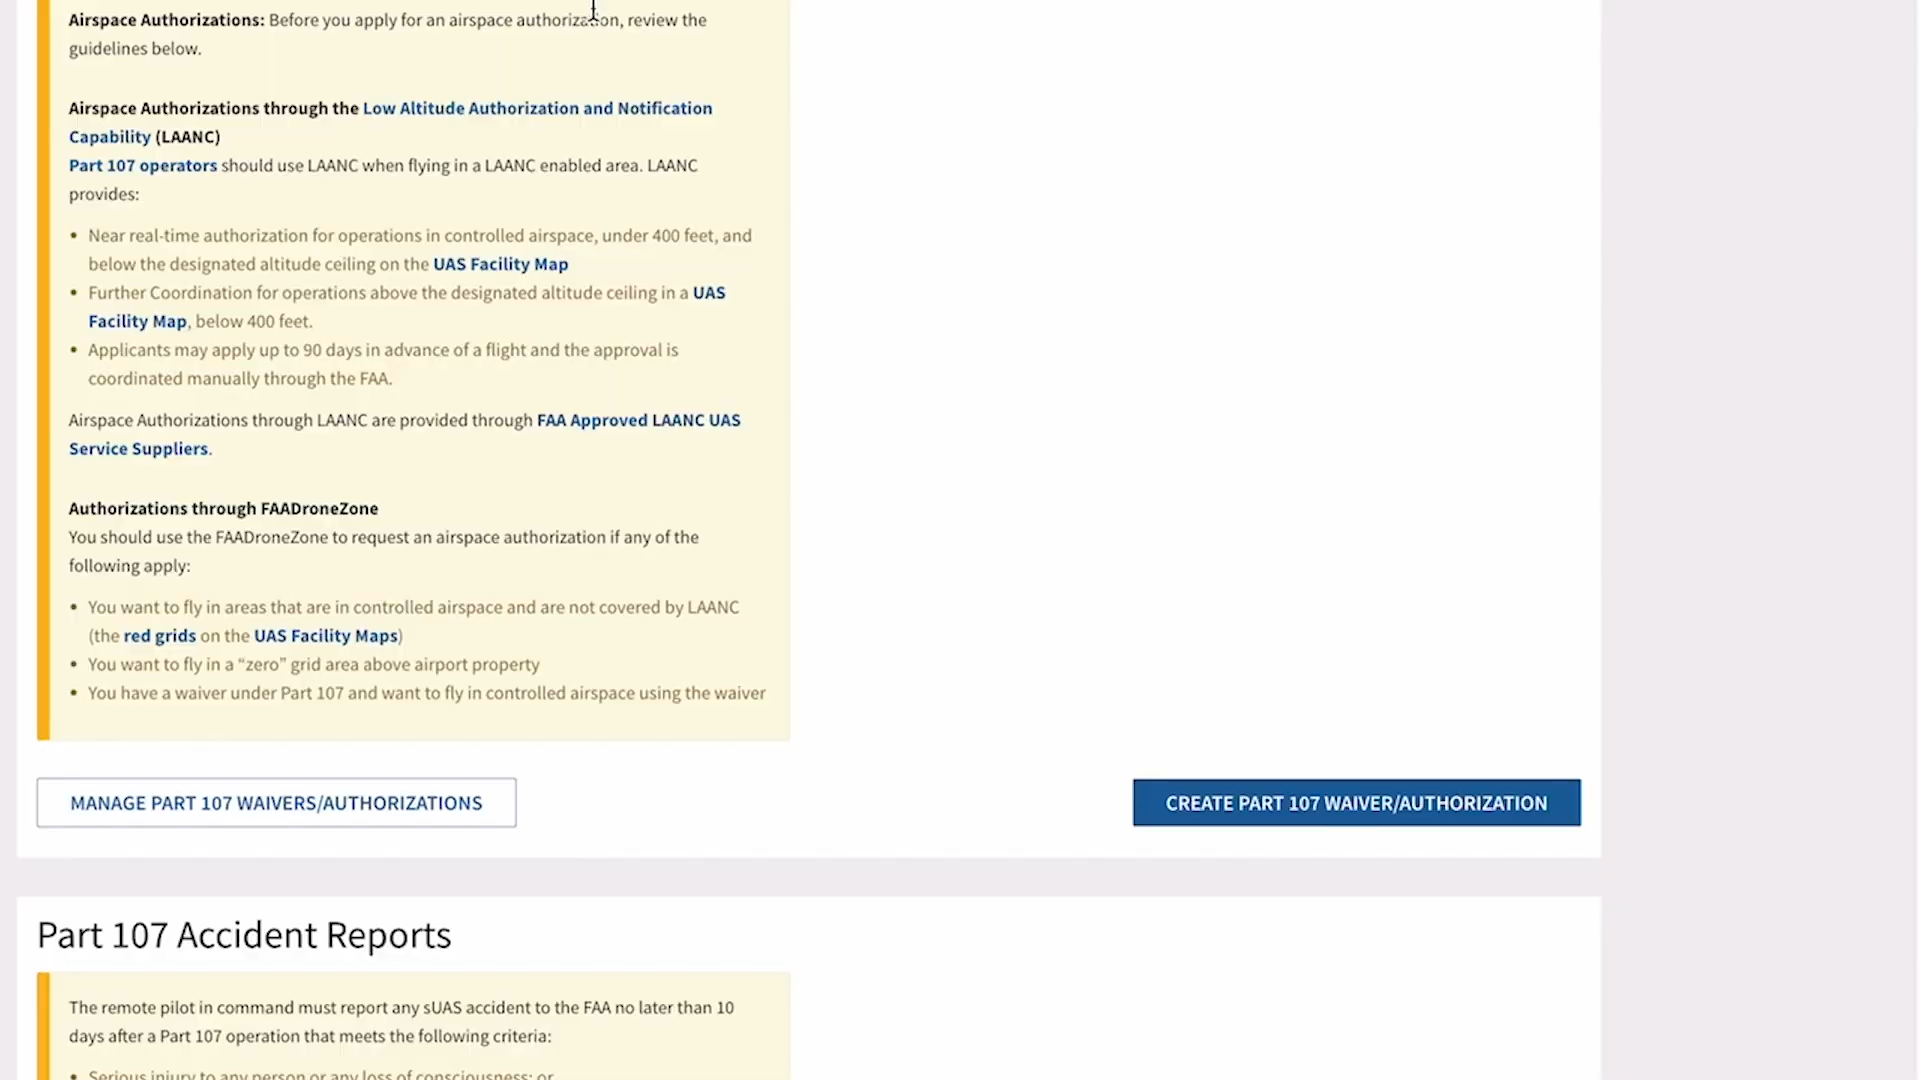 Airspace Authorizations: Before you apply for an airspace authorization, review the
guidelines below.
Airspace Authorizations through the Low Altitude Authorization and Notification
Capability (LAANC)
Part 107 operators should use LAANC when flying in a LAANC enabled area. LAANC
provides:
• Near real-time authorization for operations in controlled airspace, under 400 feet, and
below the designated altitude ceiling on the UAS Facility Map
• Further Coordination for operations above the designated altitude ceiling in a UAS
Facility Map, below 400 feet.
• Applicants may apply up to 90 days in advance of a flight and the approval is
coordinated manually through the FAA.
Airspace Authorizations through LAANC are provided through FAA Approved LAANC UAS
Service Suppliers.
Authorizations through FAADroneZone
You should use the FAADroneZone to request an airspace authorization if any of the
following apply:
• You want to fly in areas that are in controlled airspace and are not covered by LAANC
(the red grids on the UAS Facility Maps)
• You want to fly in a “zero” grid area above airport property
• You have a waiver under Part 107 and want to fly in controlled airspace using the waiver
MANAGE PART 107 WAIVERS/AUTHORIZATIONS
CREATE PART 107 WAIVER/AUTHORIZATION
Part 107 Accident Reports
The remote pilot in command must report any sUAS accident to the FAA no later than 10
days after a Part 107 operation that meets the following criteria:
• Serious injury to any person or any loss of consciousness; or